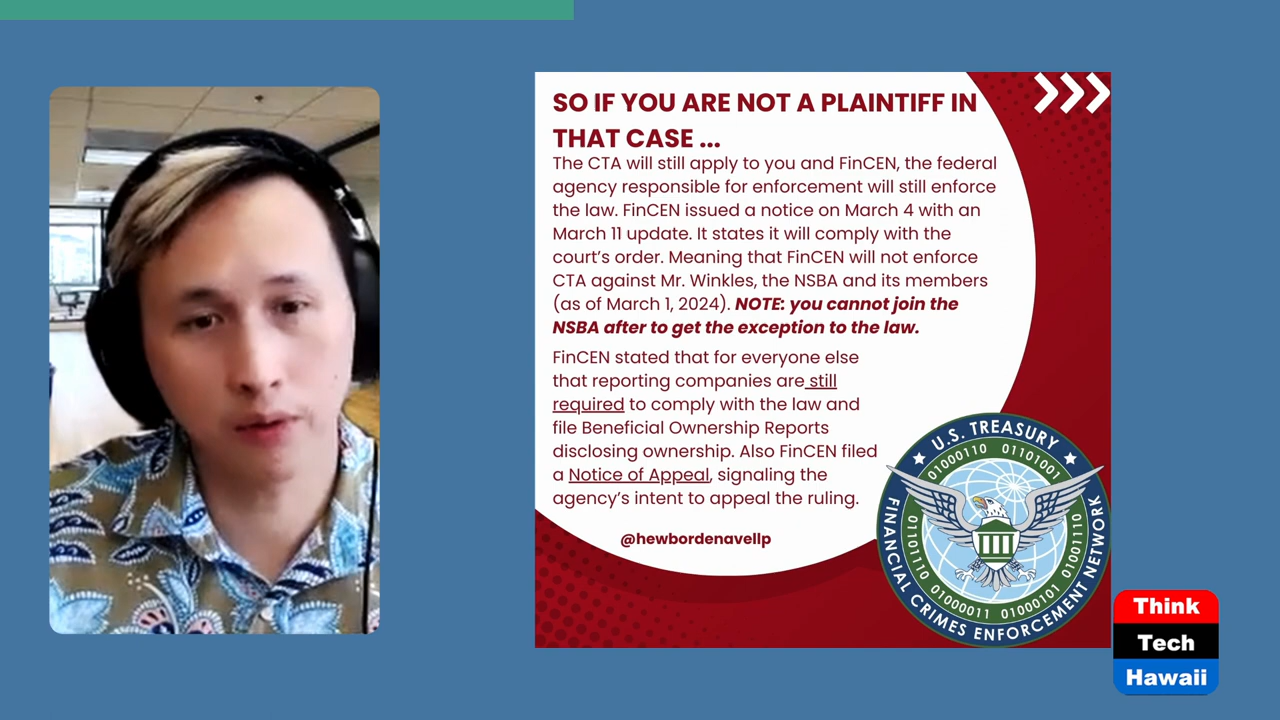 SO IF YOU ARE NOT A PLAINTIFF IN
THAT CASE ...
The CTA will still apply to you and FinCEN, the federal
agency responsible for enforcement will still enforce
the law. FinCEN issued a notice on March 4 with an
March 11 update. It states it will comply with the
court's order. Meaning that FinCEN will not enforce
CTA against Mr. Winkles, the NSBA and its members
(as of March 1, 2024). NOTE: you cannot join the
NSBA after to get the exception to the law.
FinCEN stated that for everyone else
that reporting companies are still
required to comply with the law and
file Beneficial Ownership Reports
disclosing ownership. Also FinCEN filed
a Notice of Appeal, signaling the
agency's intent to appeal the ruling.
@hewbordenavellp
U.S. TREASURY
01000110 01101001
01101110
01000110
01000011 01000101
FINANCIAL CRIMES ENFORCEMENT NETWORK
Think
Tech
Hawaii